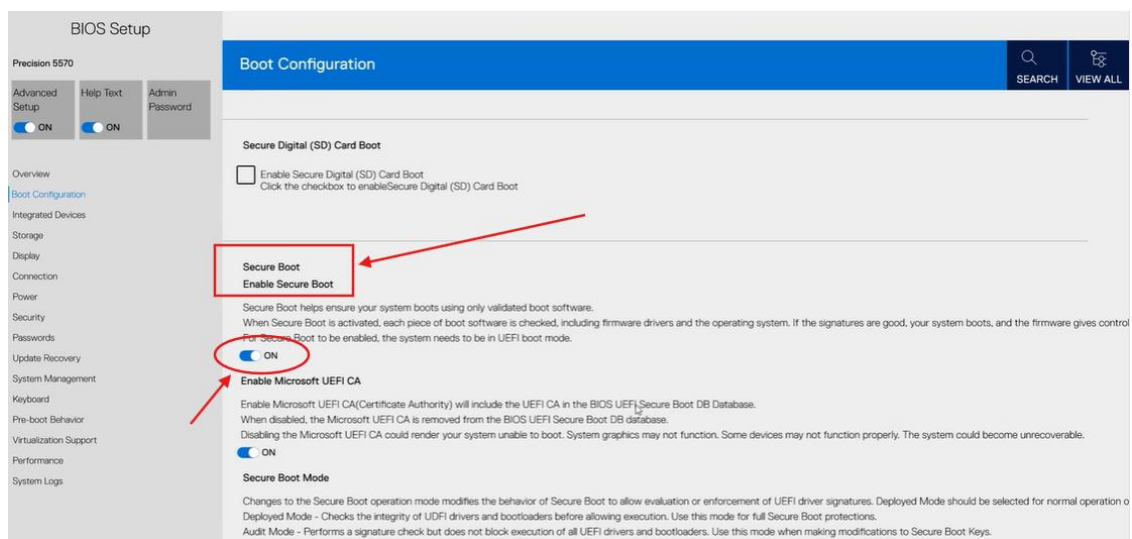 BIOS Setup
Precision 5570
Advanced Setup
ON
Help Text
ON
Admin Password
Overview
Boot Configuration
Integrated Devices
Storage
Display
Connection
Power
Security
Passwords
Update Recovery
System Management
Keyboard
Pre-boot Behavior
Virtualization Support
Performance
System Logs
Boot Configuration
SEARCH
VIEW ALL
Secure Digital (SD) Card Boot
Enable Secure Digital (SD) Card Boot
Click the checkbox to enableSecure Digital (SD) Card Boot
Secure Boot
Enable Secure Boot
Secure Boot helps ensure your system boots using only validated boot software.
When Secure Boot is activated, each piece of boot software is checked, including firmware drivers and the operating system. If the signatures are good, your system boots, and the firmware gives control
For Secure Boot to be enabled, the system needs to be in UEFI boot mode.
ON
Enable Microsoft UEFI CA
Enable Microsoft UEFI CA(Certificate Authority) will include the UEFI CA in the BIOS UEFI Secure Boot DB Database.
When disabled, the Microsoft UEFI CA is removed from the BIOS UEFI Secure Boot DB database.
Disabling the Microsoft UEFI CA could render your system unable to boot. System graphics may not function. Some devices may not function properly. The system could become unrecoverable.
ON
Secure Boot Mode
Changes to the Secure Boot operation mode modifies the behavior of Secure Boot to allow evaluation or enforcement of UEFI driver signatures. Deployed Mode should be selected for normal operation o
Deployed Mode - Checks the integrity of UDFI drivers and bootloaders before allowing execution. Use this mode for full Secure Boot protections.
Audit Mode - Performs a signature check but does not block execution of all UEFI drivers and bootloaders. Use this mode when making modifications to Secure Boot Keys.